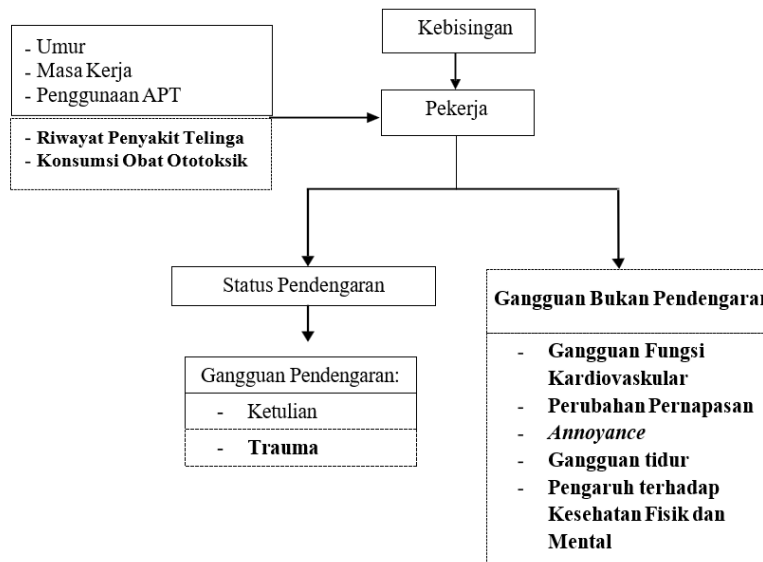 Kebisingan
- Umur
- Masa Kerja
- Penggunaan APT
- Riwayat Penyakit Telinga
- Konsumsi Obat Ototoksik
Pekerja
Status Pendengaran
Gangguan Pendengaran:
- Ketulian
- Trauma
Gangguan Bukan Pendengaran
- Gangguan Fungsi
Kardiovaskular
- Perubahan Pernapasan
- Annoyance
- Gangguan tidur
- Pengaruh terhadap
Kesehatan Fisik dan
Mental